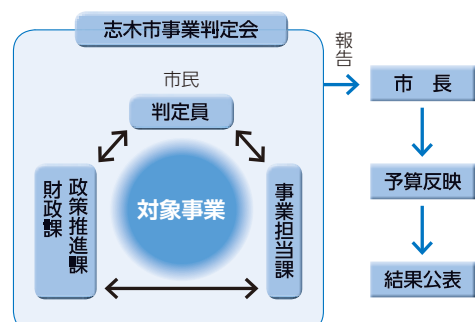 志木市事業判定会
報告
市長
市民
判定員
予算反映
政策推進課
財政課
対象事業
事業担当課
結果公表